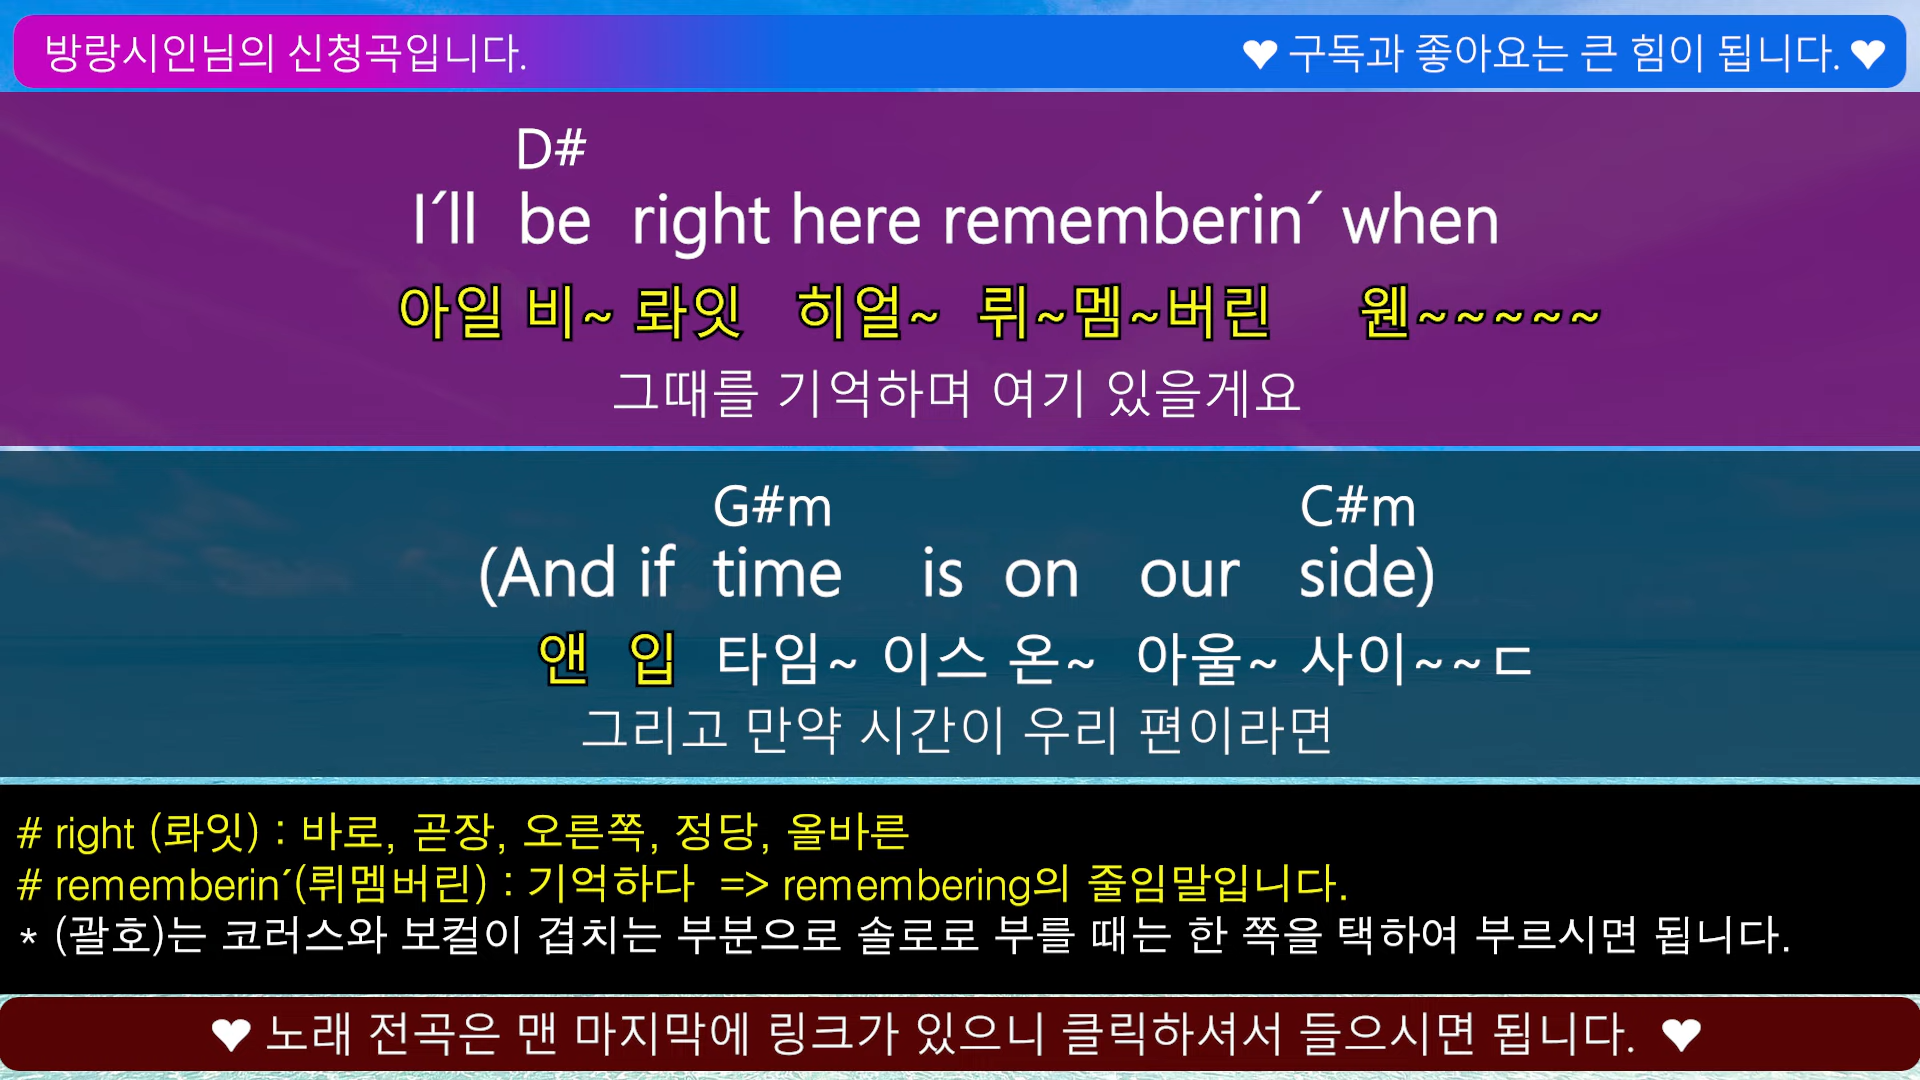 방랑시인님의 신청곡입니다.
♥ 구독과 좋아요는 큰 힘이 됩니다. ♥
D#
I´ll be right here rememberin´ when
아일 비~ 롸잇 히얼~ 뤼~멤~버린 웬~~~~~
그때를 기억하며 여기 있을게요
G#m C#m
(And if time is on our side)
앤 입 타임~ 이스 온~ 아울~ 사이~~ㄷ
그리고 만약 시간이 우리 편이라면
# right (롸잇) : 바로, 곧장, 오른쪽, 정당, 올바른
# rememberin´(뤼멤버린) : 기억하다 => remembering의 줄임말입니다.
* (괄호)는 코러스와 보컬이 겹치는 부분으로 솔로로 부를 때는 한 쪽을 택하여 부르시면 됩니다.
♥ 노래 전곡은 맨 마지막에 링크가 있으니 클릭하셔서 들으시면 됩니다. ♥